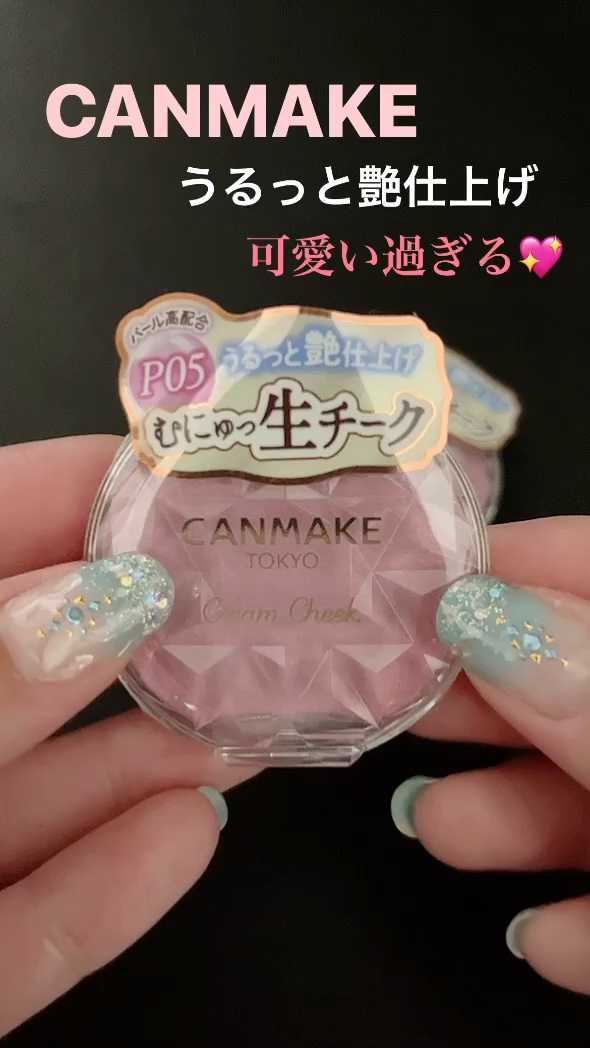 CANMAKE
うるっと艶仕上げ
可愛い過ぎる💖
パール高配合
P05
うるっと艶仕上げ
むにゅっ生チーク
CANMAKE
TOKYO
Cream Cheek